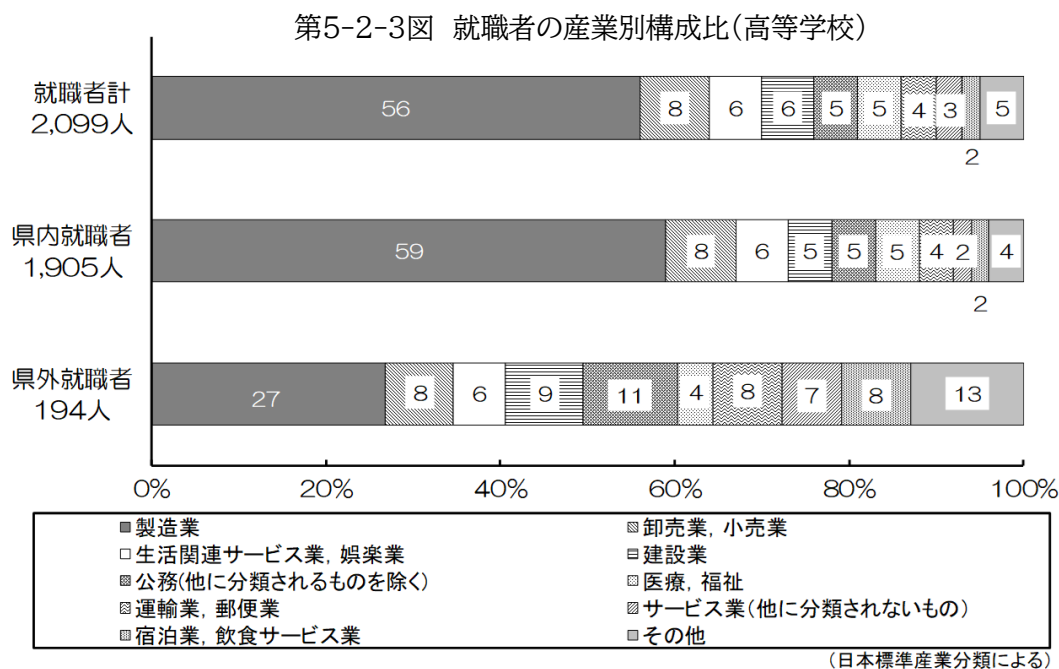 第5-2-3図 就職者の産業別構成比(高等学校)
就職者計
2,099人
56 8 6 6 5 5 4 3 5
2
県内就職者
1,905人
59 8 6 5 5 5 4 2 4
2
県外就職者
194人
27 8 6 9 11 4 8 7 8 13
0% 20% 40% 60% 80% 100%
製造業 卸売業, 小売業
生活関連サービス業, 娯楽業 建設業
公務(他に分類されるものを除く) 医療, 福祉
運輸業, 郵便業 サービス業(他に分類されないもの)
宿泊業, 飲食サービス業 その他
(日本標準産業分類による)